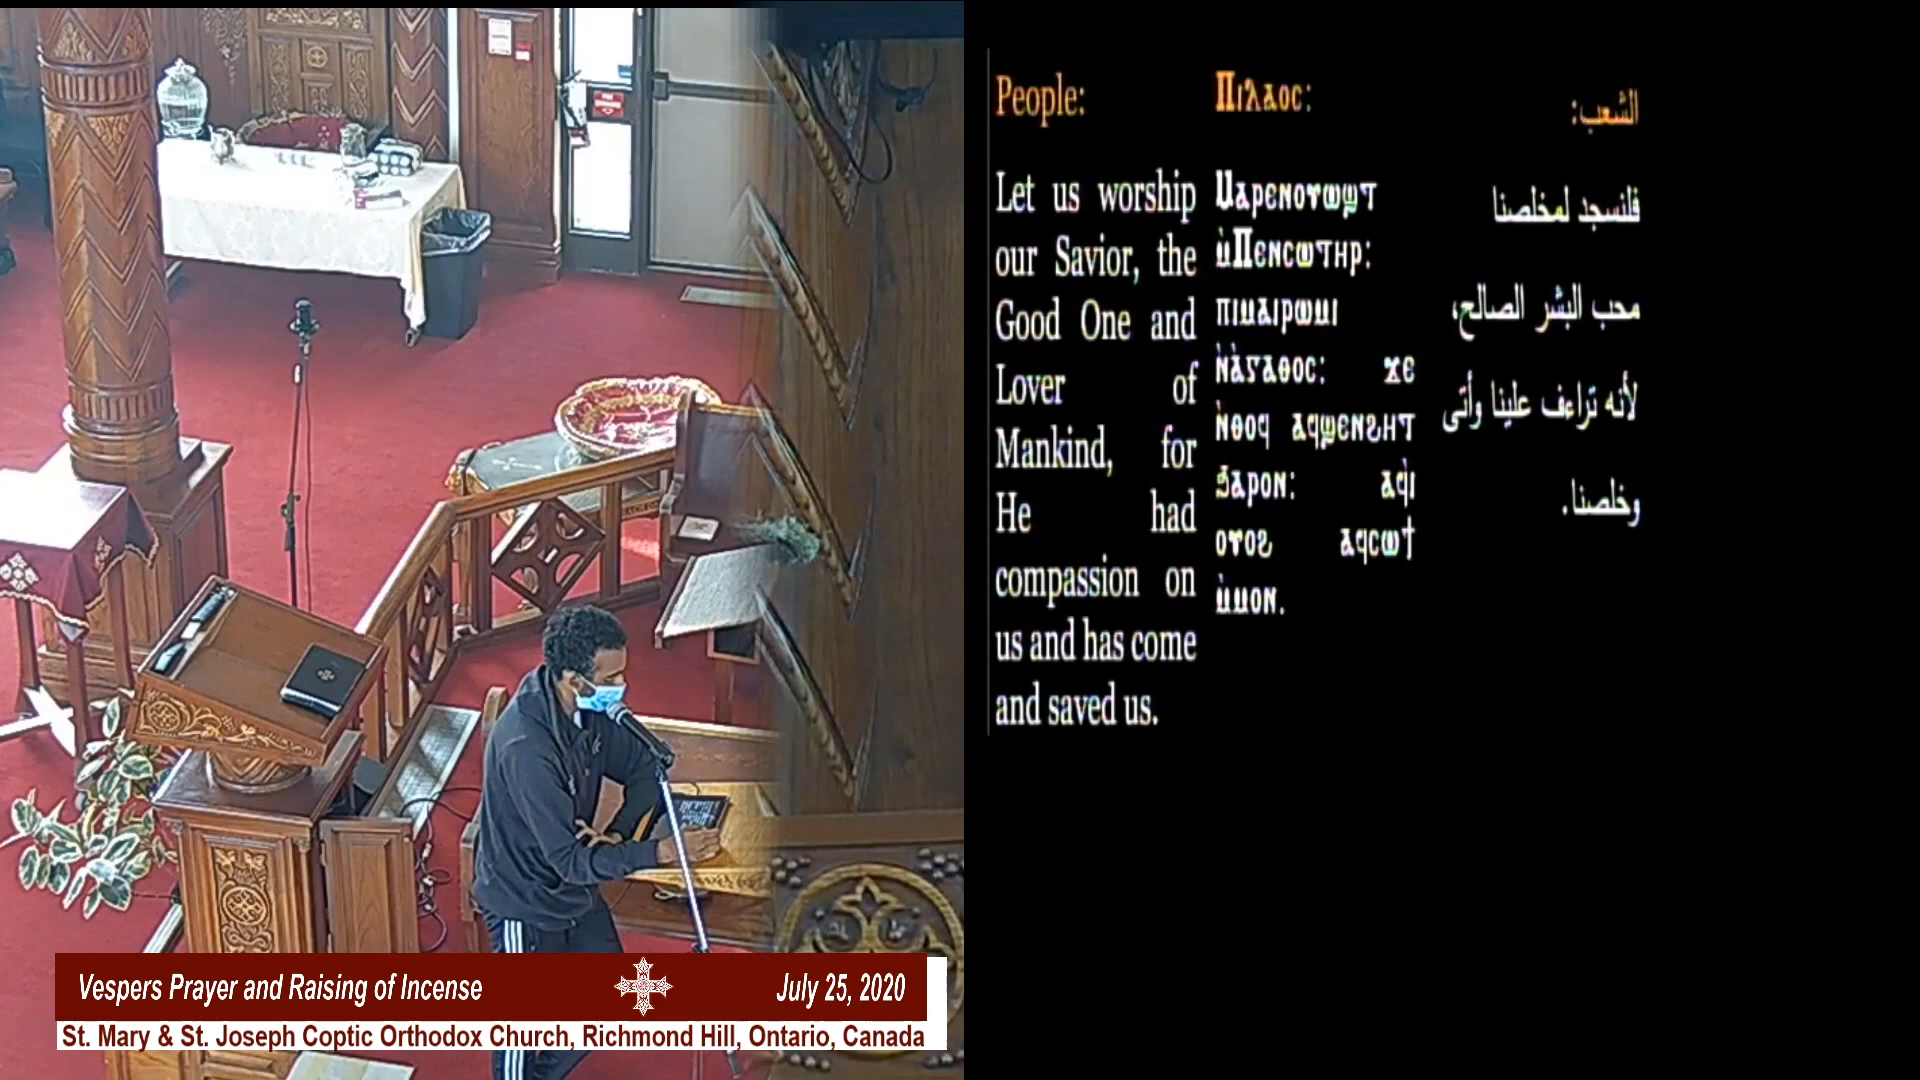 People:
Let us worship
our Savior, the
Good One and
Lover of
Mankind, for
He had
compassion on
us and has come
and saved us.
Ⲡⲓⲗⲁⲟⲥ:
Ⲙⲁⲣⲉⲛⲟⲩⲱϣⲧ
ⲙ̀Ⲡⲉⲛⲥⲱⲧⲏⲣ:
ⲡⲓⲙⲁⲓⲣⲱⲙⲓ
ⲛ̀ⲁ̀ⲅⲁⲑⲟⲥ: ϫⲉ
ⲛ̀ⲑⲟϥ ⲁϥϣⲉⲛϩⲏⲧ
ϧⲁⲣⲟⲛ: ⲁϥⲓ̀
ⲟⲩⲟϩ ⲁϥⲥⲱϯ
ⲙ̀ⲙⲟⲛ.
الشعب:
فلنسجد لمخلصنا
محب البشر الصالح،
لأنه تراءف علينا وأتى
وخلصنا.
Vespers Prayer and Raising of Incense July 25, 2020
St. Mary & St. Joseph Coptic Orthodox Church, Richmond Hill, Ontario, Canada